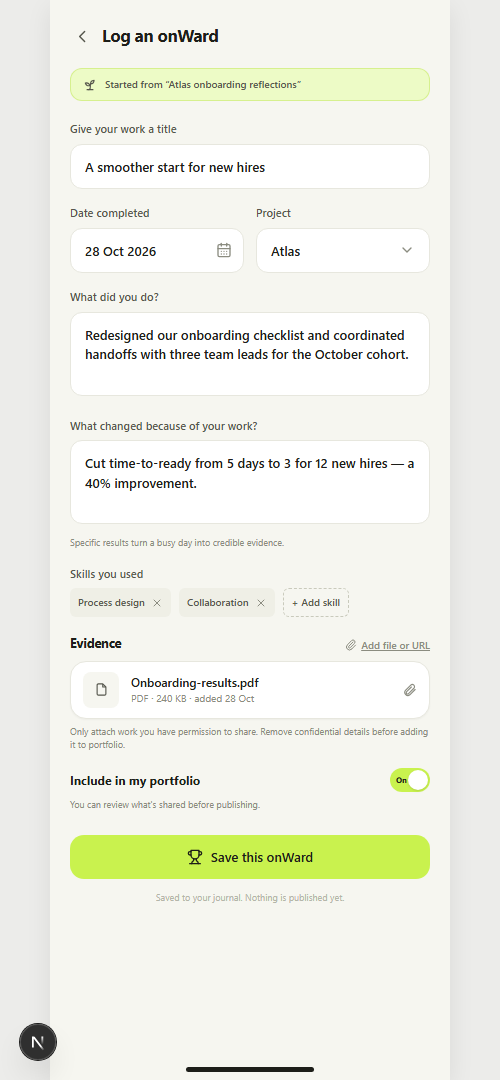 Log an onWard
Started from “Atlas onboarding reflections”
Give your work a title
A smoother start for new hires
Date completed
Project
28 Oct 2026
Atlas
What did you do?
Redesigned our onboarding checklist and coordinated
handoffs with three team leads for the October cohort.
What changed because of your work?
Cut time-to-ready from 5 days to 3 for 12 new hires — a
40% improvement.
Specific results turn a busy day into credible evidence.
Skills you used
Process design
Collaboration
+ Add skill
Evidence
Add file or URL
Onboarding-results.pdf
PDF · 240 KB · added 28 Oct
Only attach work you have permission to share. Remove confidential details before adding
it to portfolio.
Include in my portfolio
On
You can review what's shared before publishing.
Save this onWard
Saved to your journal. Nothing is published yet.
N